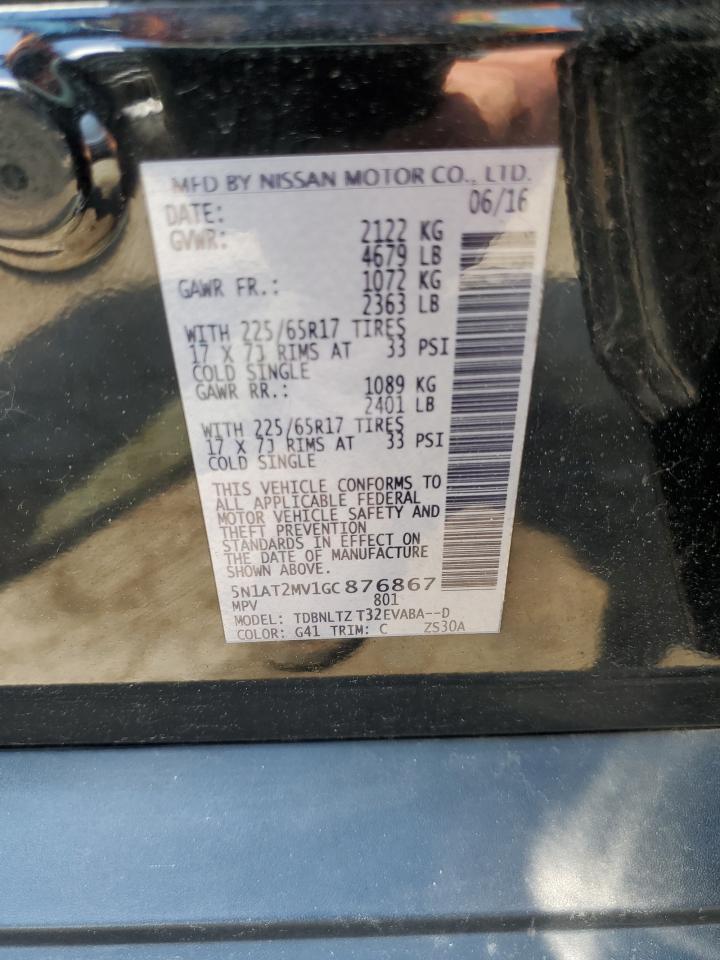 MFD BY NISSAN MOTOR CO., LTD.
DATE: 06/16
GVWR: 2122 KG
4679 LB
GAWR FR.: 1072 KG
2363 LB
WITH 225/65R17 TIRES
17 X 7J RIMS AT 33 PSI
COLD SINGLE
GAWR RR.: 1089 KG
2401 LB
WITH 225/65R17 TIRES
17 X 7J RIMS AT 33 PSI
COLD SINGLE
THIS VEHICLE CONFORMS TO
ALL APPLICABLE FEDERAL
MOTOR VEHICLE SAFETY AND
THEFT PREVENTION
STANDARDS IN EFFECT ON
THE DATE OF MANUFACTURE
SHOWN ABOVE.
5N1AT2MV1GC876867
MPV 801
MODEL: TDBNLTZ T32EVABA--D
COLOR: G41 TRIM: C ZS30A